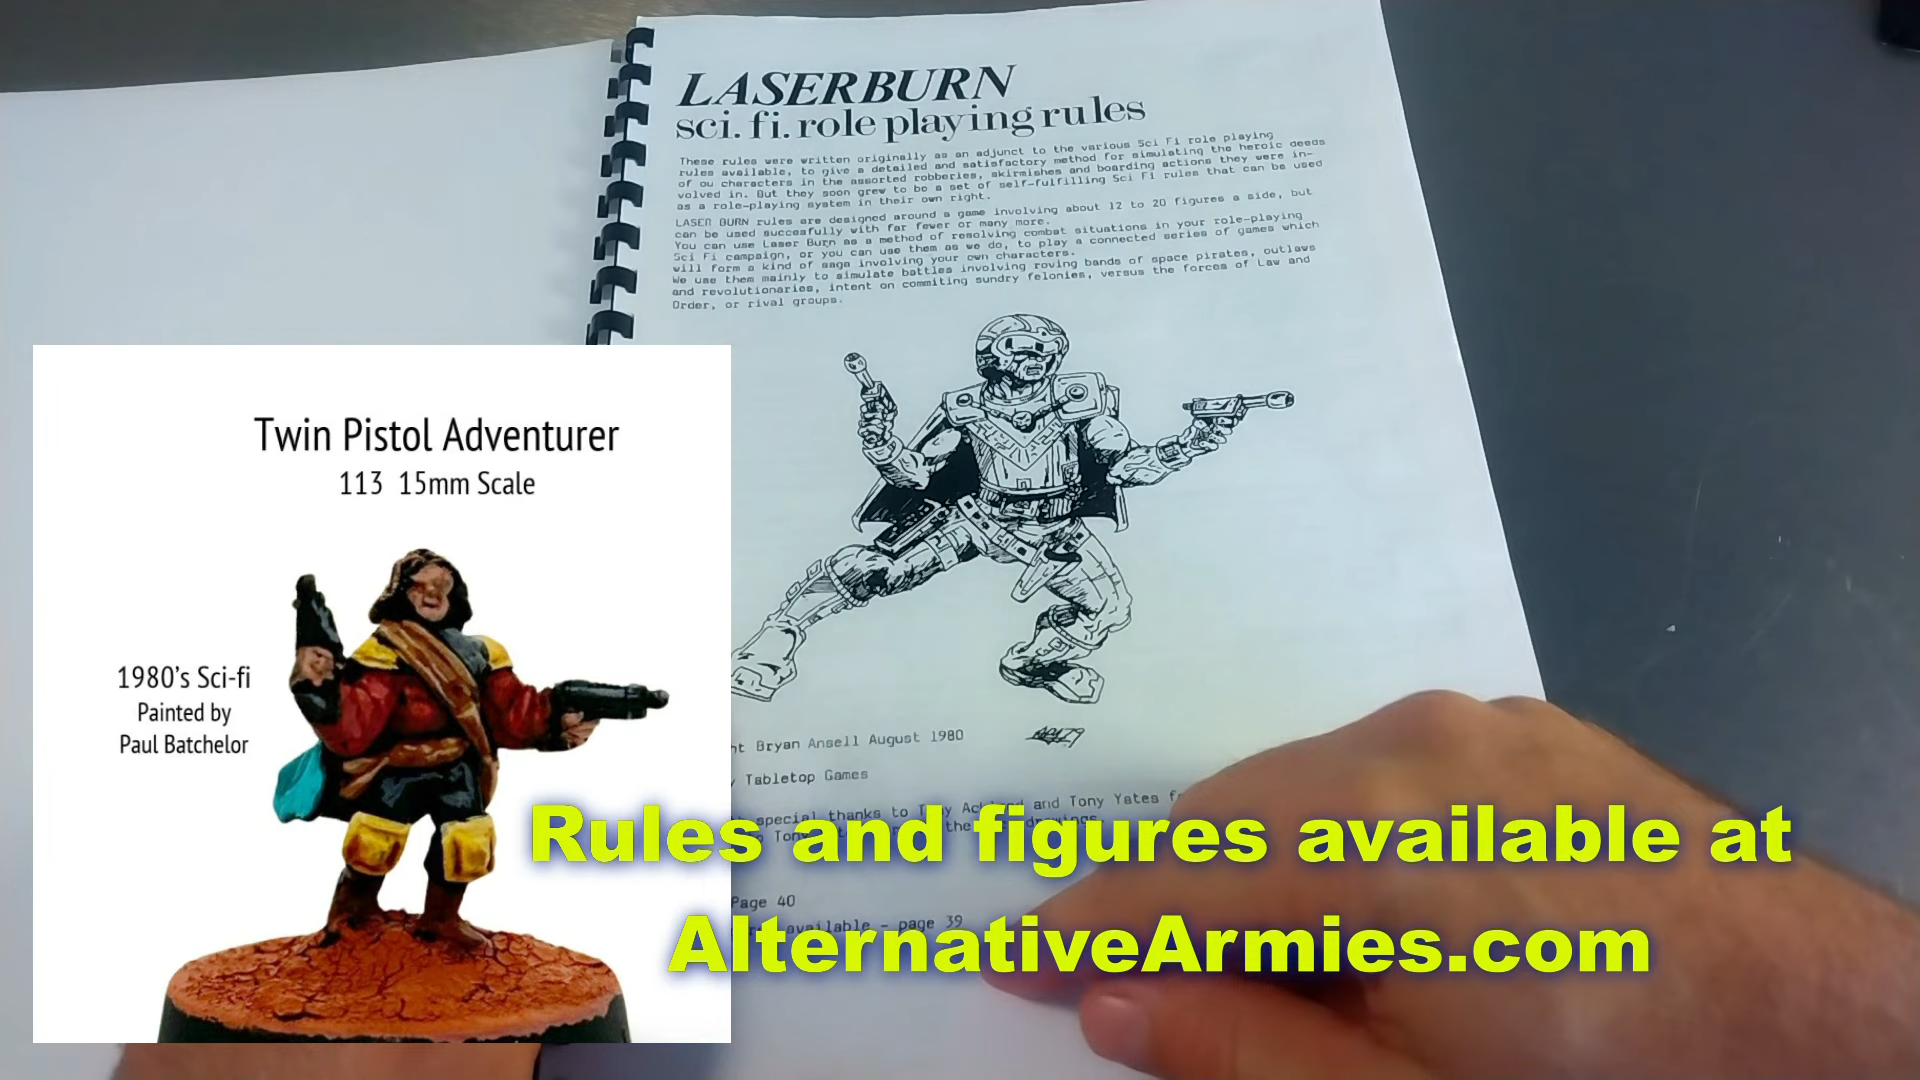 LASERBURN
sci. fi. role playing rules
These rules were written originally as an adjunct to the various Sci Fi role playing
rules available, to give a detailed and satisfactory method for simulating the heroic deeds
of ou characters in the assorted robberies, skirmishes and boarding actions they were in-
volved in. But they soon grew to be a set of self-fulfilling Sci Fi rules that can be used
as a role-playing system in their own right.
LASER BURN rules are designed around a game involving about 12 to 20 figures a side, but
can be used succesfully with far fewer or many more.
You can use Laser Burn as a method of resolving combat situations in your role-playing
Sci Fi campaign, or you can use them as we do, to play a connected series of games which
will form a kind of saga involving your own characters.
We use them mainly to simulate battles involving roving bands of space pirates, outlaws
and revolutionaries, intent on commiting sundry felonies, versus the forces of Law and
Order, or rival groups.
Twin Pistol Adventurer
113 15mm Scale
1980's Sci-fi
Painted by
Paul Batchelor
Bryan Ansell August 1980
Tabletop Games
special thanks to and Tony Yates
the
Page 40
available - page 39
Rules and figures available at
AlternativeArmies.com